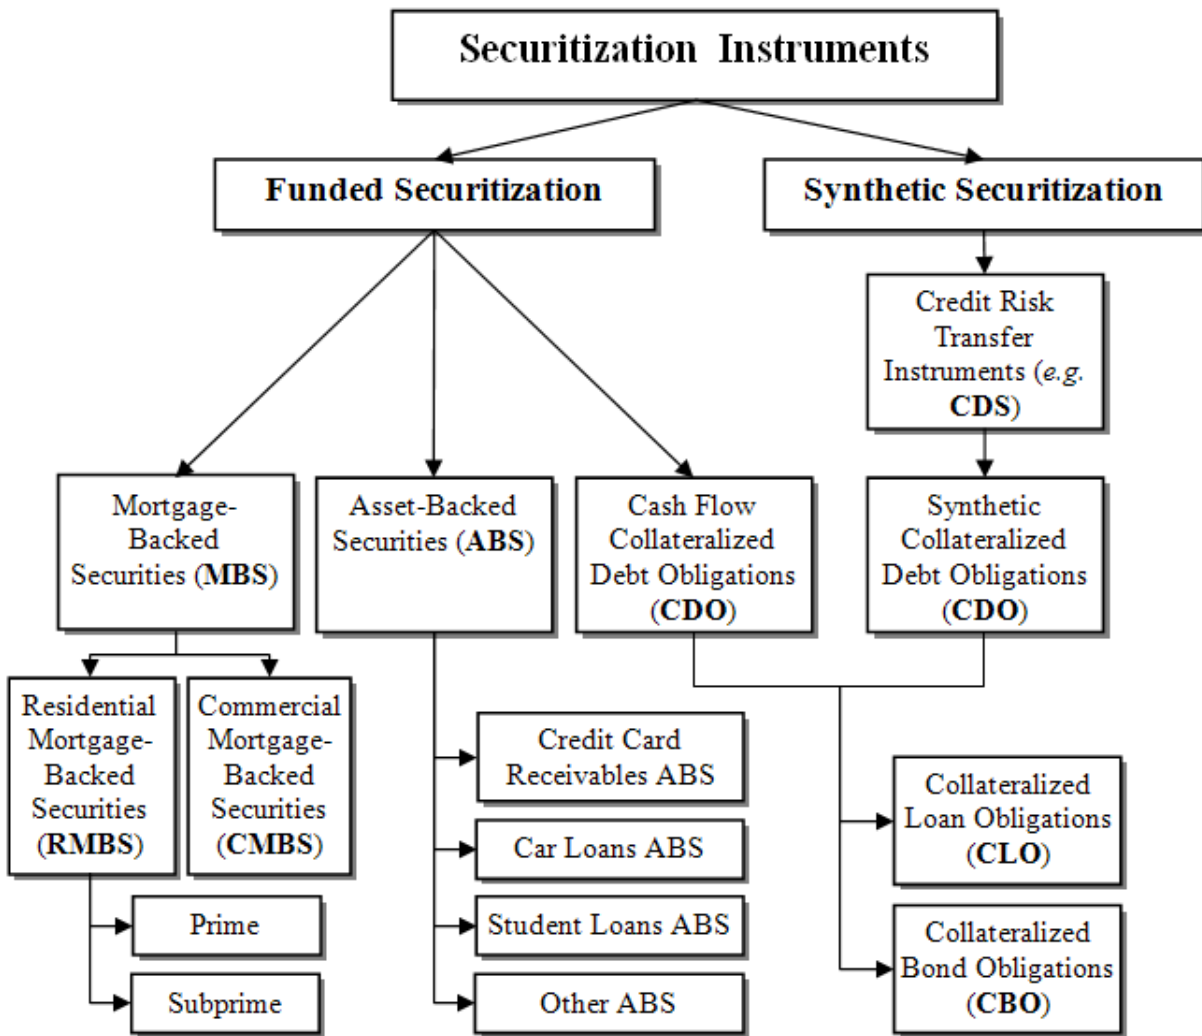 Securitization Instruments
Funded Securitization
Synthetic Securitization
Credit Risk
Transfer
Instruments (e.g.
CDS)
Mortgage-
Backed
Securities (MBS)
Asset-Backed
Securities (ABS)
Cash Flow
Collateralized
Debt Obligations
(CDO)
Synthetic
Collateralized
Debt Obligations
(CDO)
Residential
Mortgage-
Backed
Securities
(RMBS)
Commercial
Mortgage-
Backed
Securities
(CMBS)
Credit Card
Receivables ABS
Car Loans ABS
Student Loans ABS
Other ABS
Collateralized
Loan Obligations
(CLO)
Collateralized
Bond Obligations
(CBO)
Prime
Subprime